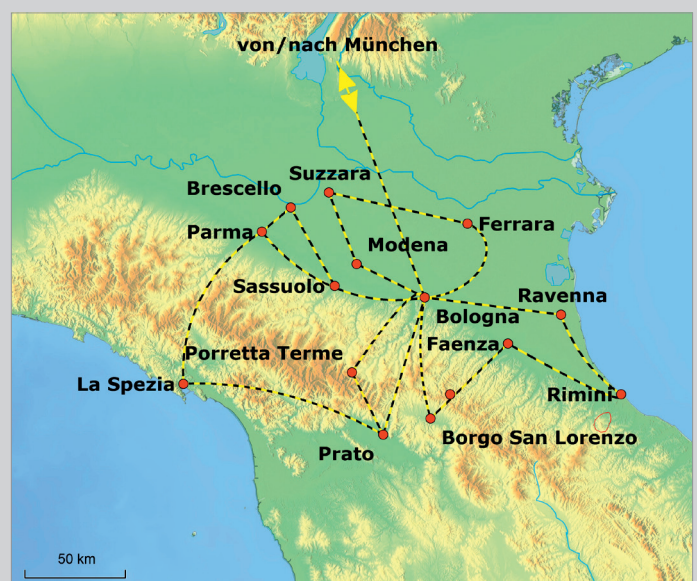 von/nach München
Suzzara
Brescello
Parma
Ferrara
Modena
Sassuolo
Ravenna
Bologna
Faenza
Porretta Terme
La Spezia
Rimini
Borgo San Lorenzo
Prato
50 km